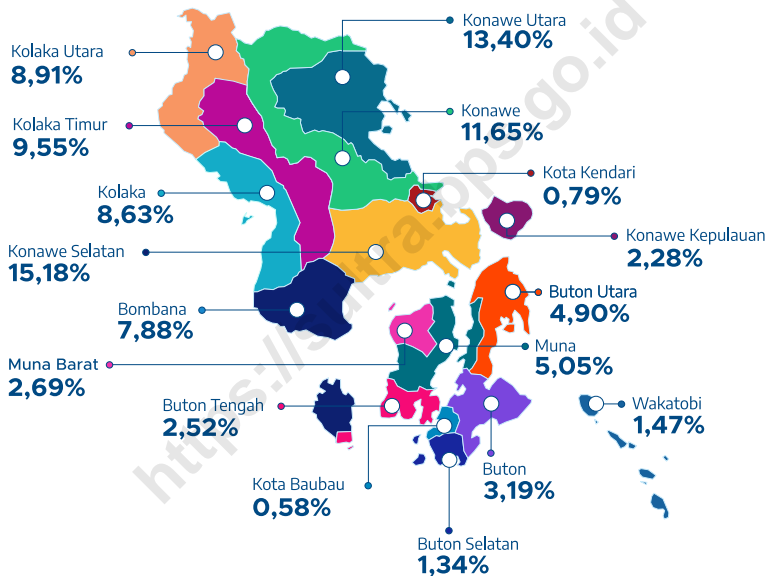 Konawe Utara
13,40%
Kolaka Utara
8,91%
Konawe
11,65%
Kolaka Timur
9,55%
Kota Kendari
0,79%
Kolaka
8,63%
Konawe Kepulauan
2,28%
Konawe Selatan
15,18%
Buton Utara
4,90%
Bombana
7,88%
Muna
5,05%
Muna Barat
2,69%
Buton Tengah
2,52%
Wakatobi
1,47%
Kota Baubau
0,58%
Buton
3,19%
Buton Selatan
1,34%
https://sultra.bps.go.id